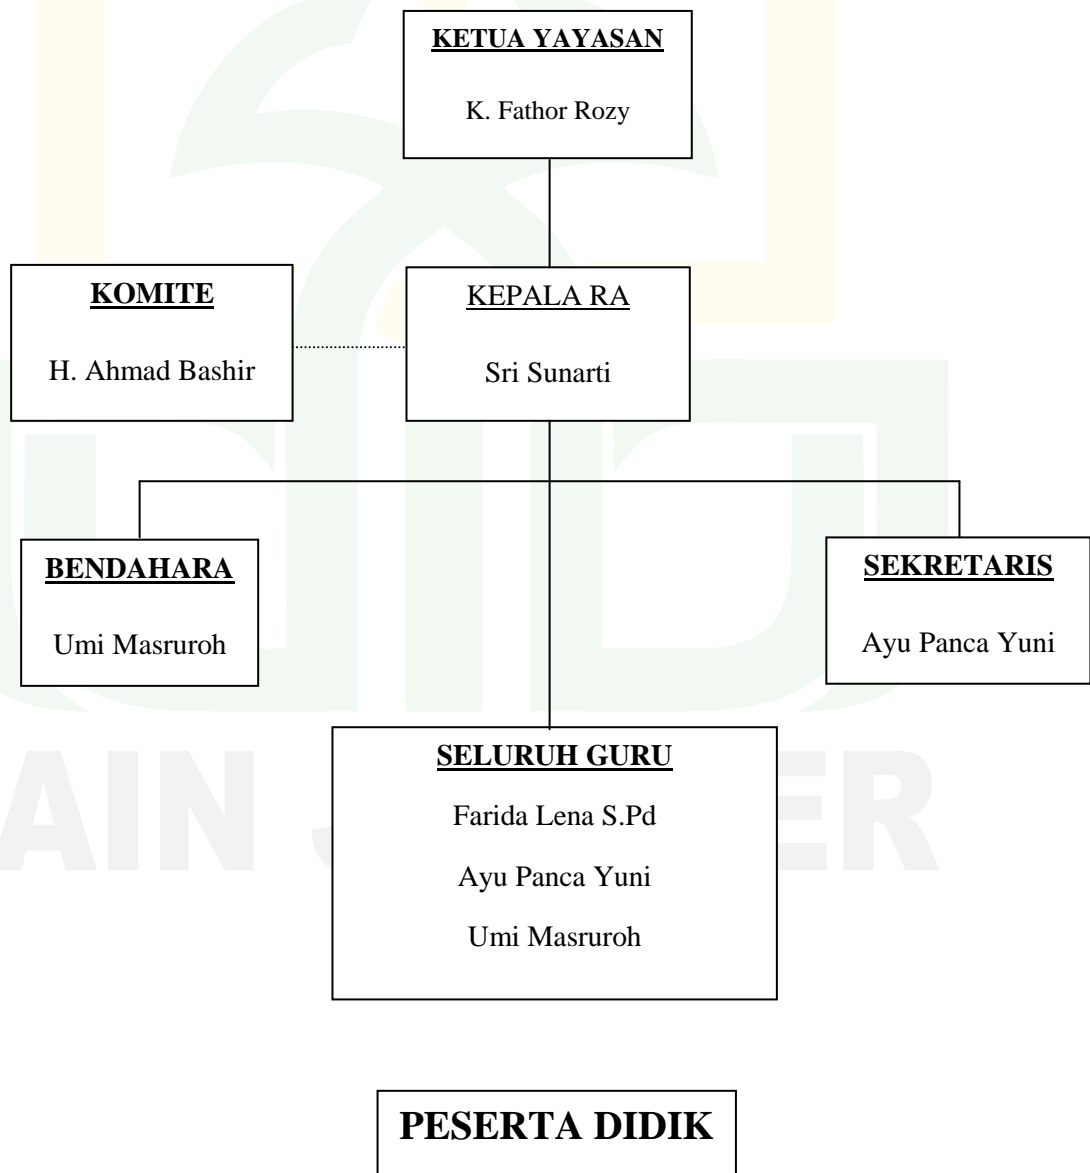 KETUA YAYASAN
K. Fathor Rozy
KOMITE
H. Ahmad Bashir
KEPALA RA
Sri Sunarti
BENDAHARA
Umi Masruroh
SEKRETARIS
Ayu Panca Yuni
SELURUH GURU
Farida Lena S.Pd
Ayu Panca Yuni
Umi Masruroh
PESERTA DIDIK